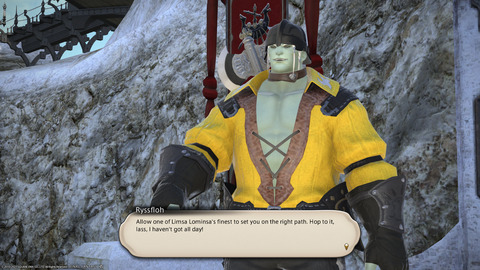 Ryssfloh
Allow one of Limsa Lominsa's finest to set you on the right path. Hop to it,
lass, I haven't got all day!